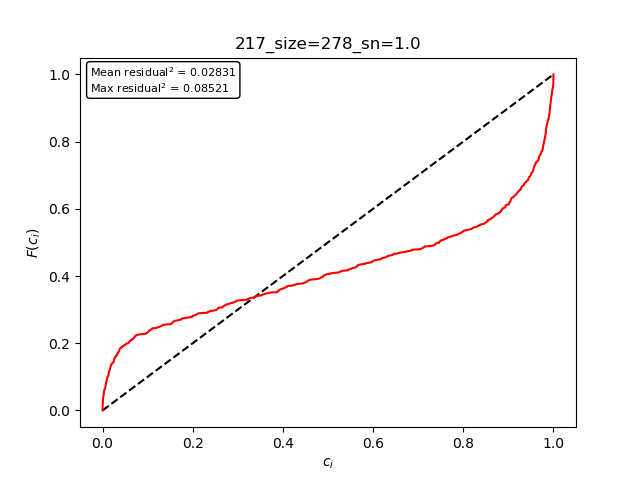 217_size=278_sn=1.0
Mean residual² = 0.02831
Max residual² = 0.08521
1.0
0.8
0.6
0.4
0.2
0.0
F(cᵢ)
0.0 0.2 0.4 0.6 0.8 1.0
cᵢ